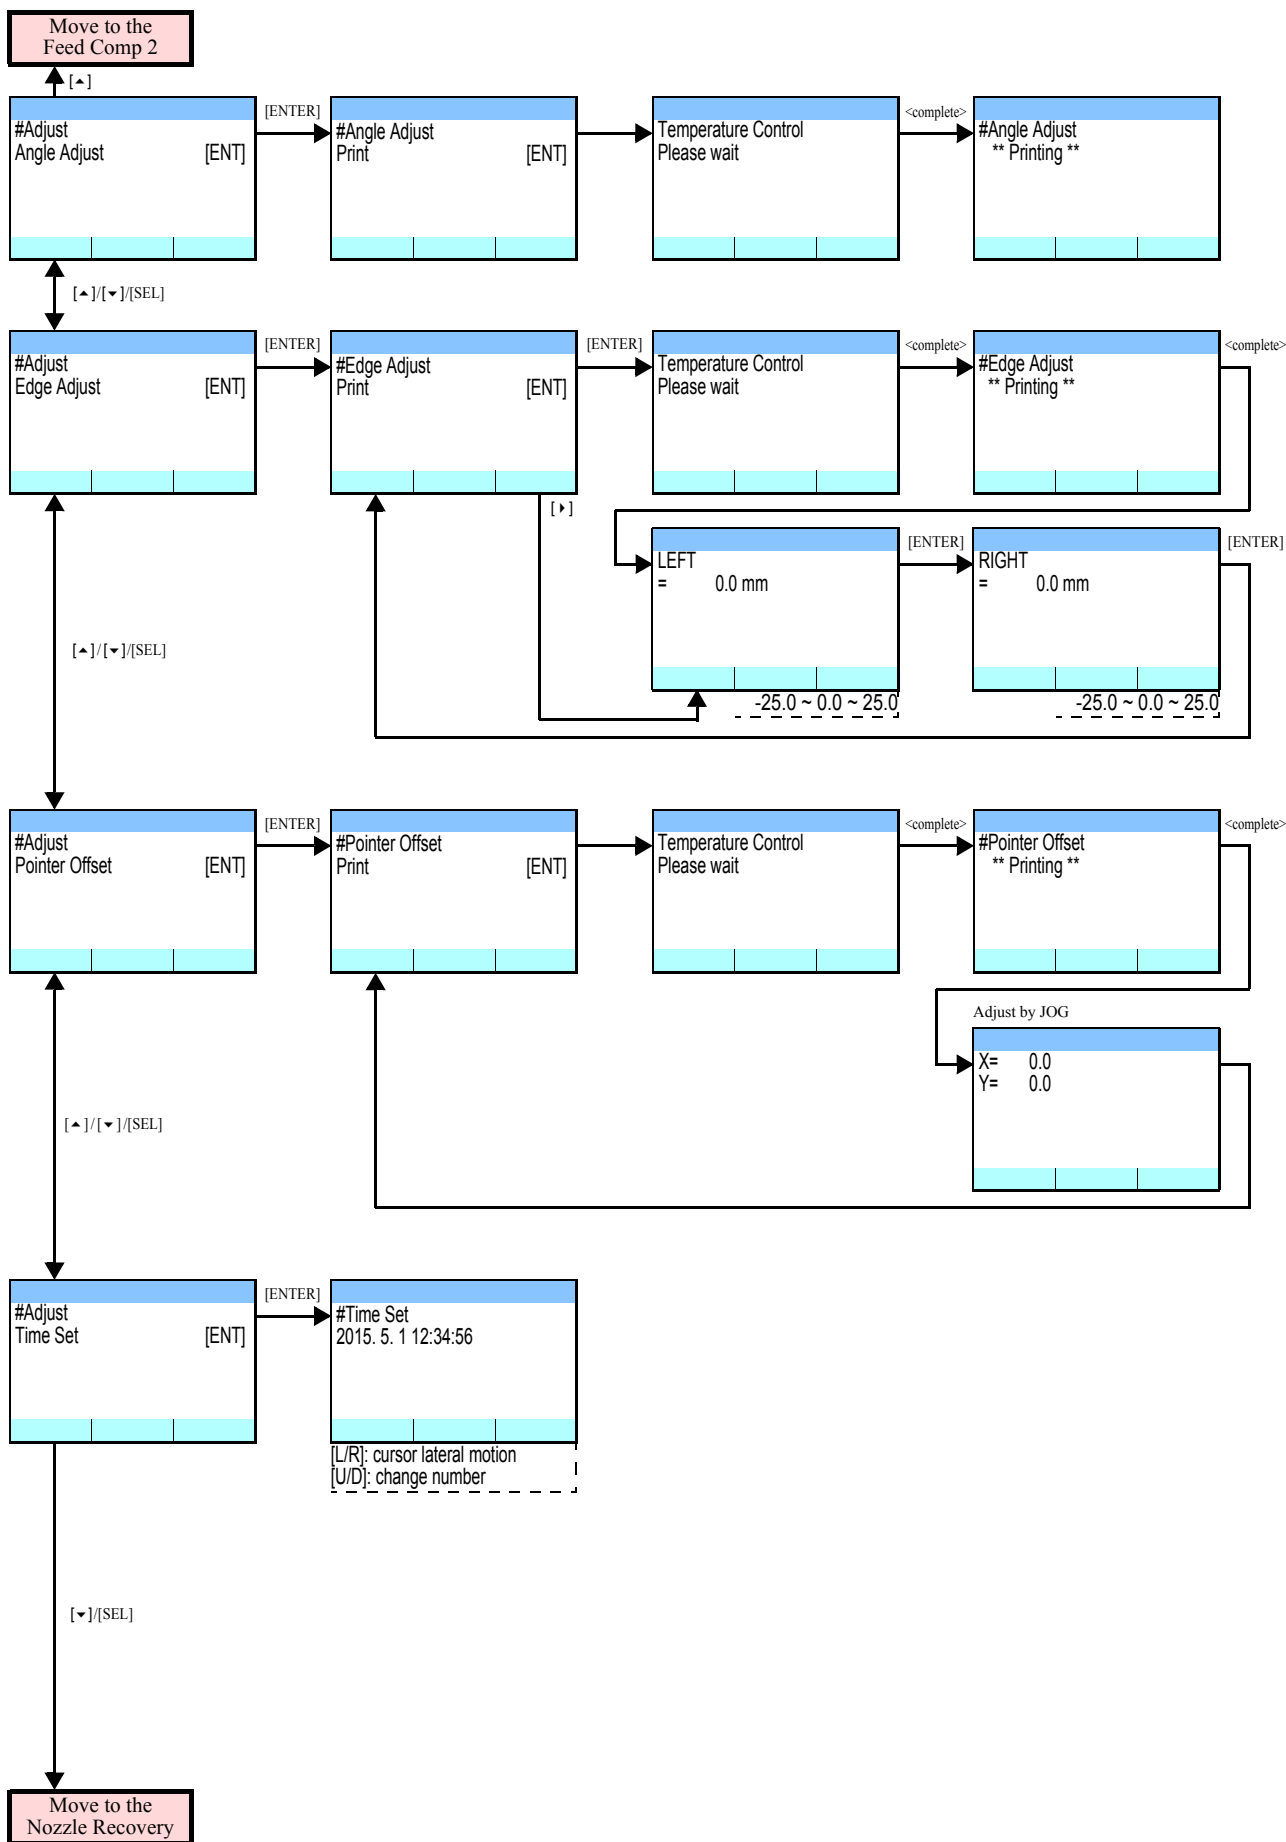 Move to the
Feed Comp 2
[▲]
[ENTER]
<complete>
#Adjust
Angle Adjust [ENT]
#Angle Adjust
Print [ENT]
Temperature Control
Please wait
#Angle Adjust
** Printing **
[▲]/[▼]/[SEL]
[ENTER]
[ENTER]
<complete>
<complete>
#Adjust
Edge Adjust [ENT]
#Edge Adjust
Print [ENT]
Temperature Control
Please wait
#Edge Adjust
** Printing **
[▶]
[ENTER]
[ENTER]
LEFT
= 0.0 mm
RIGHT
= 0.0 mm
-25.0 ~ 0.0 ~ 25.0
-25.0 ~ 0.0 ~ 25.0
[▲]/[▼]/[SEL]
[ENTER]
<complete>
<complete>
#Adjust
Pointer Offset [ENT]
#Pointer Offset
Print [ENT]
Temperature Control
Please wait
#Pointer Offset
** Printing **
Adjust by JOG
X= 0.0
Y= 0.0
[▲]/[▼]/[SEL]
[ENTER]
#Adjust
Time Set [ENT]
#Time Set
2015. 5. 1 12:34:56
[L/R]: cursor lateral motion
[U/D]: change number
[▼]/[SEL]
Move to the
Nozzle Recovery